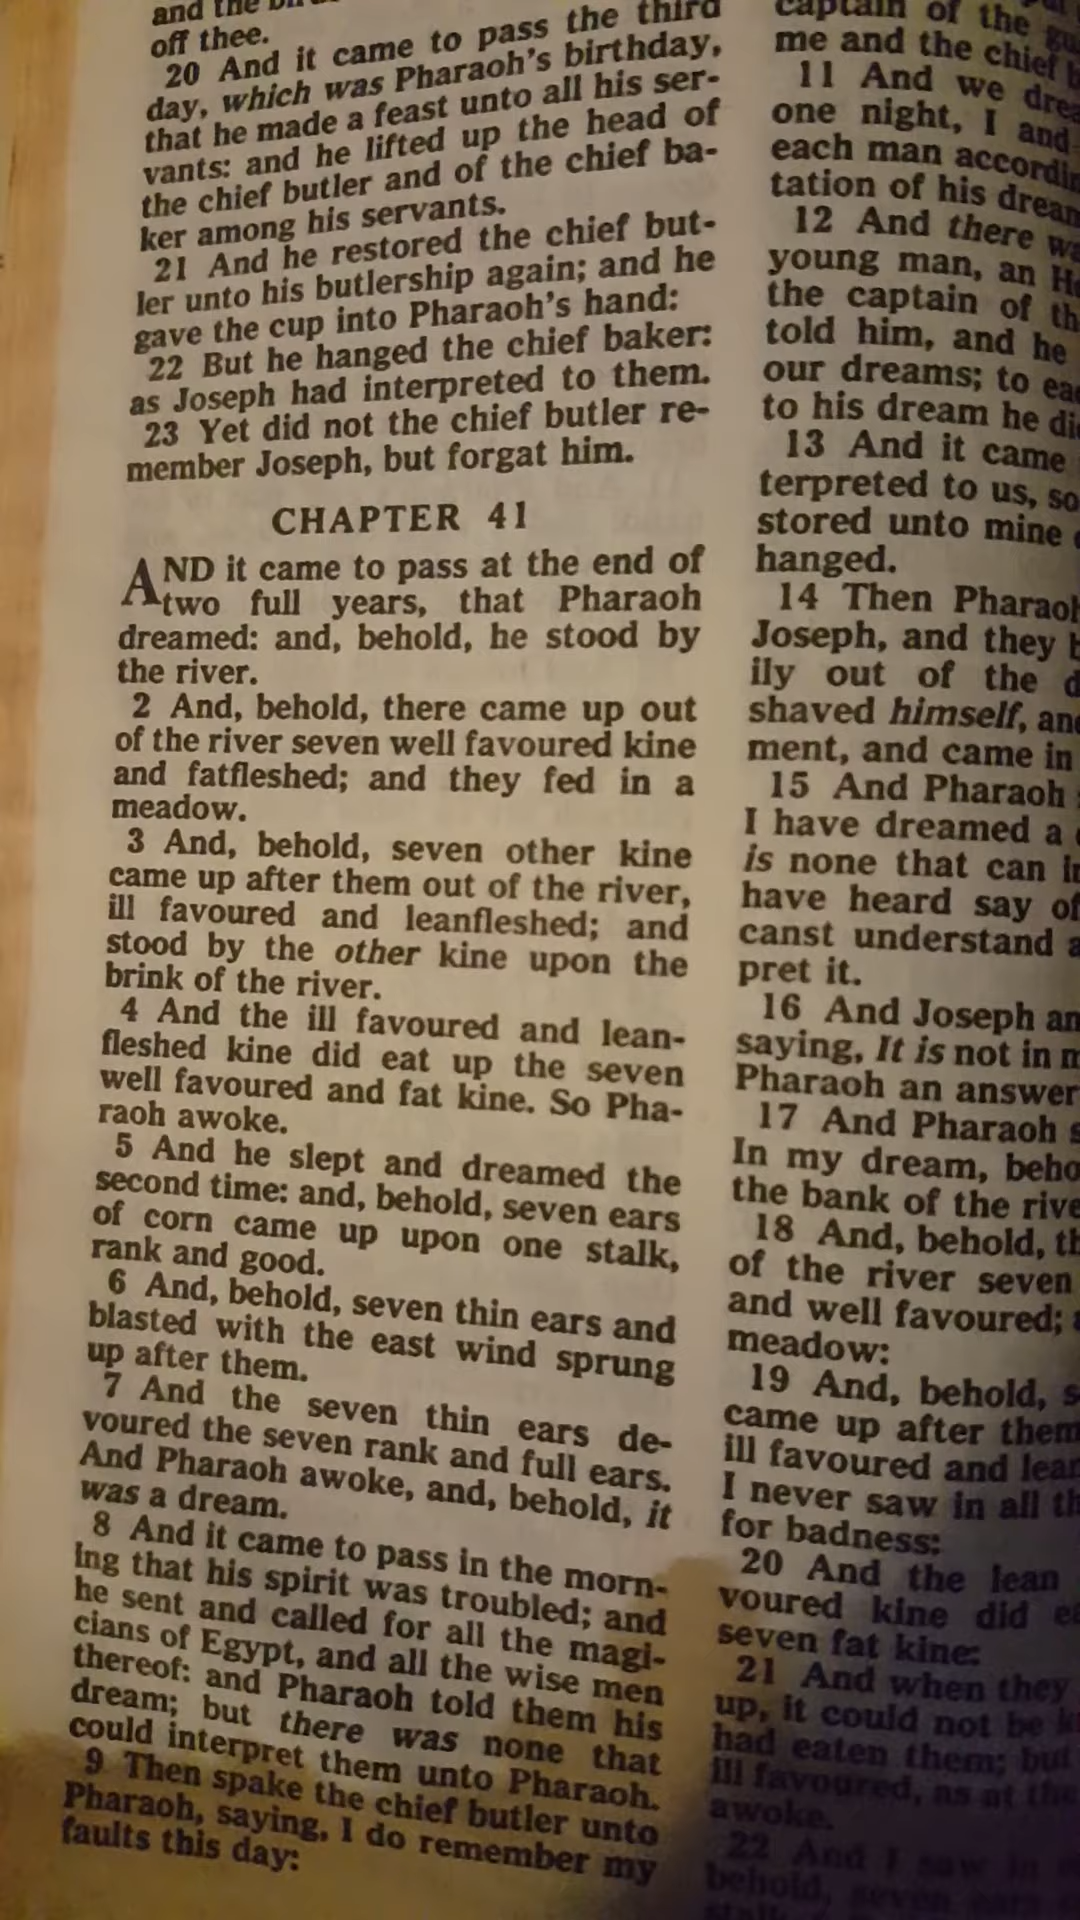 and the
off thee.
20 And it came to pass the third
day, which was Pharaoh's birthday,
that he made a feast unto all his ser-
vants: and he lifted up the head of
the chief butler and of the chief ba-
ker among his servants.
21 And he restored the chief but-
ler unto his butlership again; and he
gave the cup into Pharaoh's hand:
22 But he hanged the chief baker:
as Joseph had interpreted to them.
23 Yet did not the chief butler re-
member Joseph, but forgat him.
CHAPTER 41
AND it came to pass at the end of
two full years, that Pharaoh
dreamed: and, behold, he stood by
the river.
2 And, behold, there came up out
of the river seven well favoured kine
and fatfleshed; and they fed in a
meadow.
3 And, behold, seven other kine
came up after them out of the river,
ill favoured and leanfleshed; and
stood by the other kine upon the
brink of the river.
4 And the ill favoured and lean-
fleshed kine did eat up the seven
well favoured and fat kine. So Pha-
raoh awoke.
5 And he slept and dreamed the
second time: and, behold, seven ears
of corn came up upon one stalk,
rank and good.
6 And, behold, seven thin ears and
blasted with the east wind sprung
up after them.
7 And the seven thin ears de-
voured the seven rank and full ears.
And Pharaoh awoke, and, behold, it
was a dream.
8 And it came to pass in the morn-
ing that his spirit was troubled; and
he sent and called for all the magi-
cians of Egypt, and all the wise men
thereof: and Pharaoh told them his
dream; but there was none that
could interpret them unto Pharaoh.
9 Then spake the chief butler unto
Pharaoh, saying, I do remember my
faults this day:
captain of the
me and the chief
11 And we
one night, I and
each man
tation of his
12 And there
young man, an
the captain of
told him, and he
our dreams; to
to his dream he
13 And it came
terpreted to us, so
stored unto mine
hanged.
14 Then
Joseph, and they
ily out of the
shaved himself,
ment, and came in
15 And Pharaoh
I have dreamed a
is none that can
have heard say of
canst understand
pret it.
16 And Joseph
saying, It is not in
Pharaoh an answer
17 And Pharaoh
In my dream,
the bank of the
18 And, behold,
of the river seven
and well favoured;
meadow:
19 And, behold,
came up after them
ill favoured and
I never saw in all
for badness:
20 And the lean
voured kine did
seven fat kine:
21 And when they
up, it could not be
had eaten them; but
ill favoured, as at the
awoke.
22 And I saw in
behold, seven ears